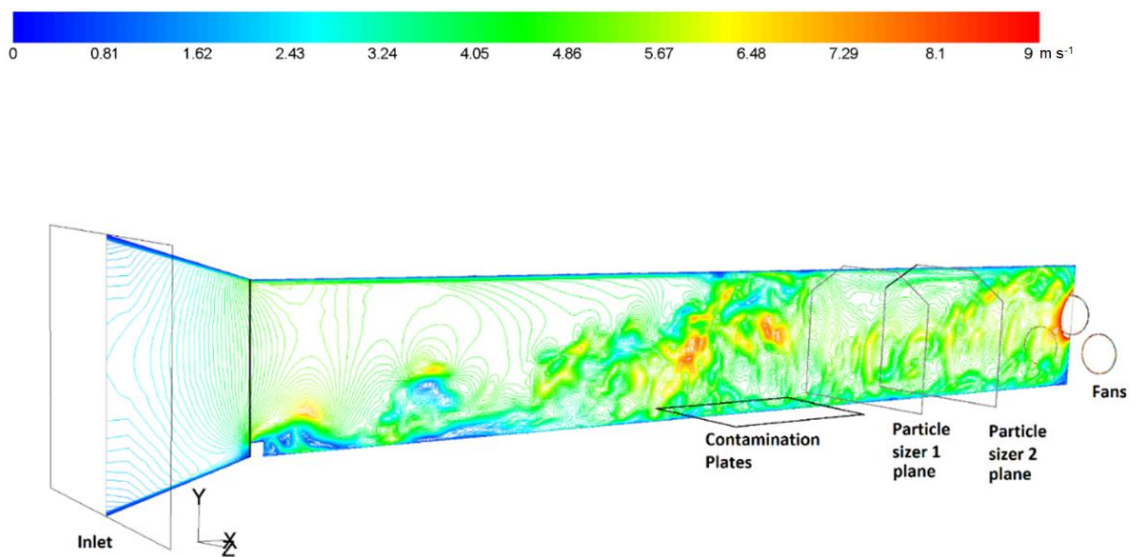 0 0.81 1.62 2.43 3.24 4.05 4.86 5.67 6.48 7.29 8.1 9 m s⁻¹
Fans
Contamination
Plates
Particle
sizer 1
plane
Particle
sizer 2
plane
Y
X
Z
Inlet